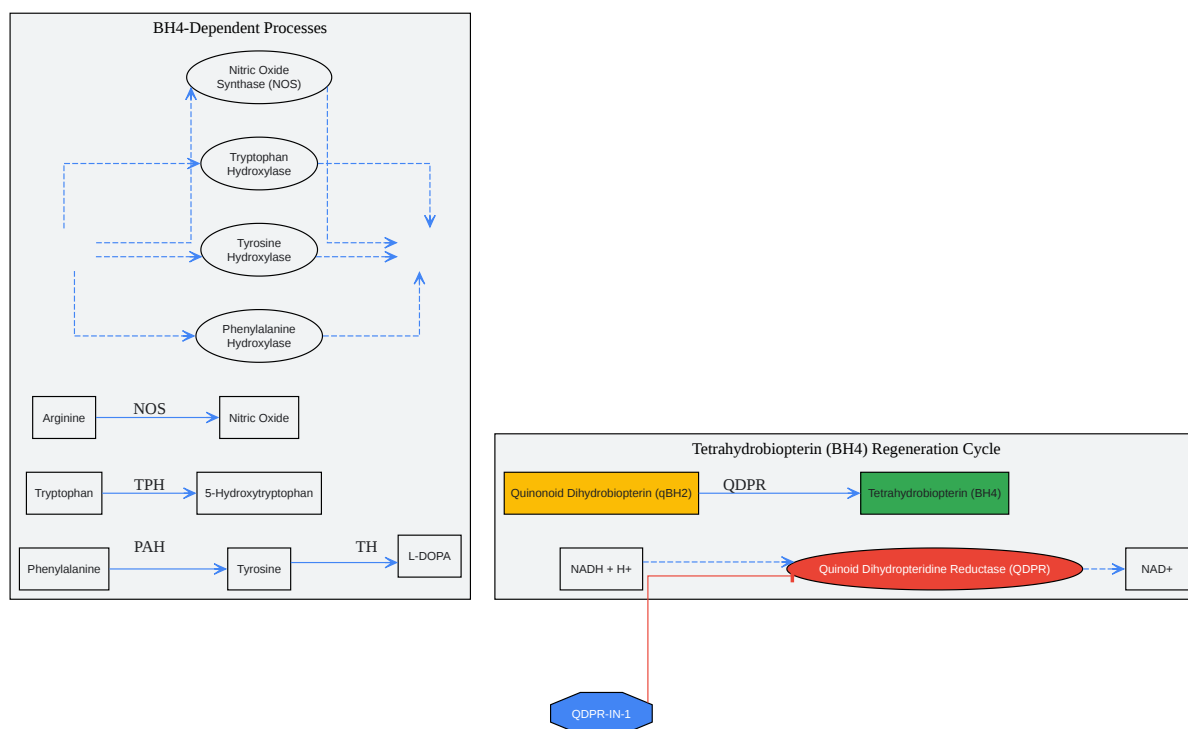 BH4-Dependent Processes
Nitric Oxide
Synthase (NOS)
Tryptophan
Hydroxylase
Tyrosine
Hydroxylase
Phenylalanine
Hydroxylase
Arginine
NOS
Nitric Oxide
Tryptophan
TPH
5-Hydroxytryptophan
Phenylalanine
PAH
Tyrosine
TH
L-DOPA
Tetrahydrobiopterin (BH4) Regeneration Cycle
Quinonoid Dihydrobiopterin (qBH2)
QDPR
Tetrahydrobiopterin (BH4)
NADH + H+
Quinoid Dihydropteridine Reductase (QDPR)
NAD+
QDPR-IN-1